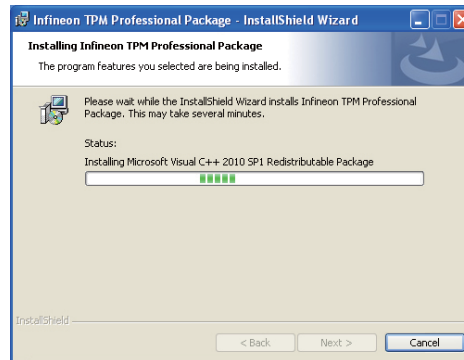 Infineon TPM Professional Package - InstallShield Wizard
Installing Infineon TPM Professional Package
The program features you selected are being installed.
Please wait while the InstallShield Wizard installs Infineon TPM Professional
Package. This may take several minutes.
Status:
Installing Microsoft Visual C++ 2010 SP1 Redistributable Package
InstallShield
< Back Next > Cancel